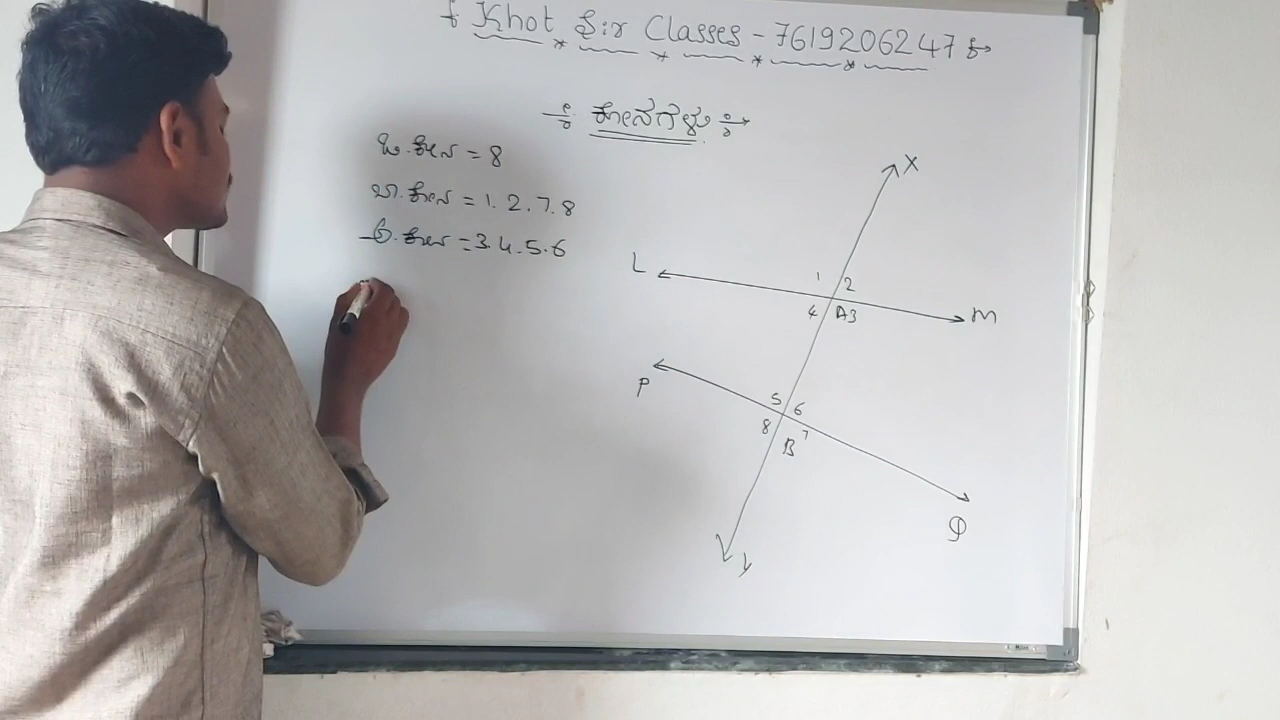 Khot Sir Classes - 7619206247
ಕೋನಗಳು
ಒ.ಕೋನ = 8
ಬಾ.ಕೋನ = 1. 2. 7. 8
ಅ.ಕೋನ = 3. 4. 5. 6
X
L
1 2
M
4 A3
P
5 6
8 7
B
Q
Y